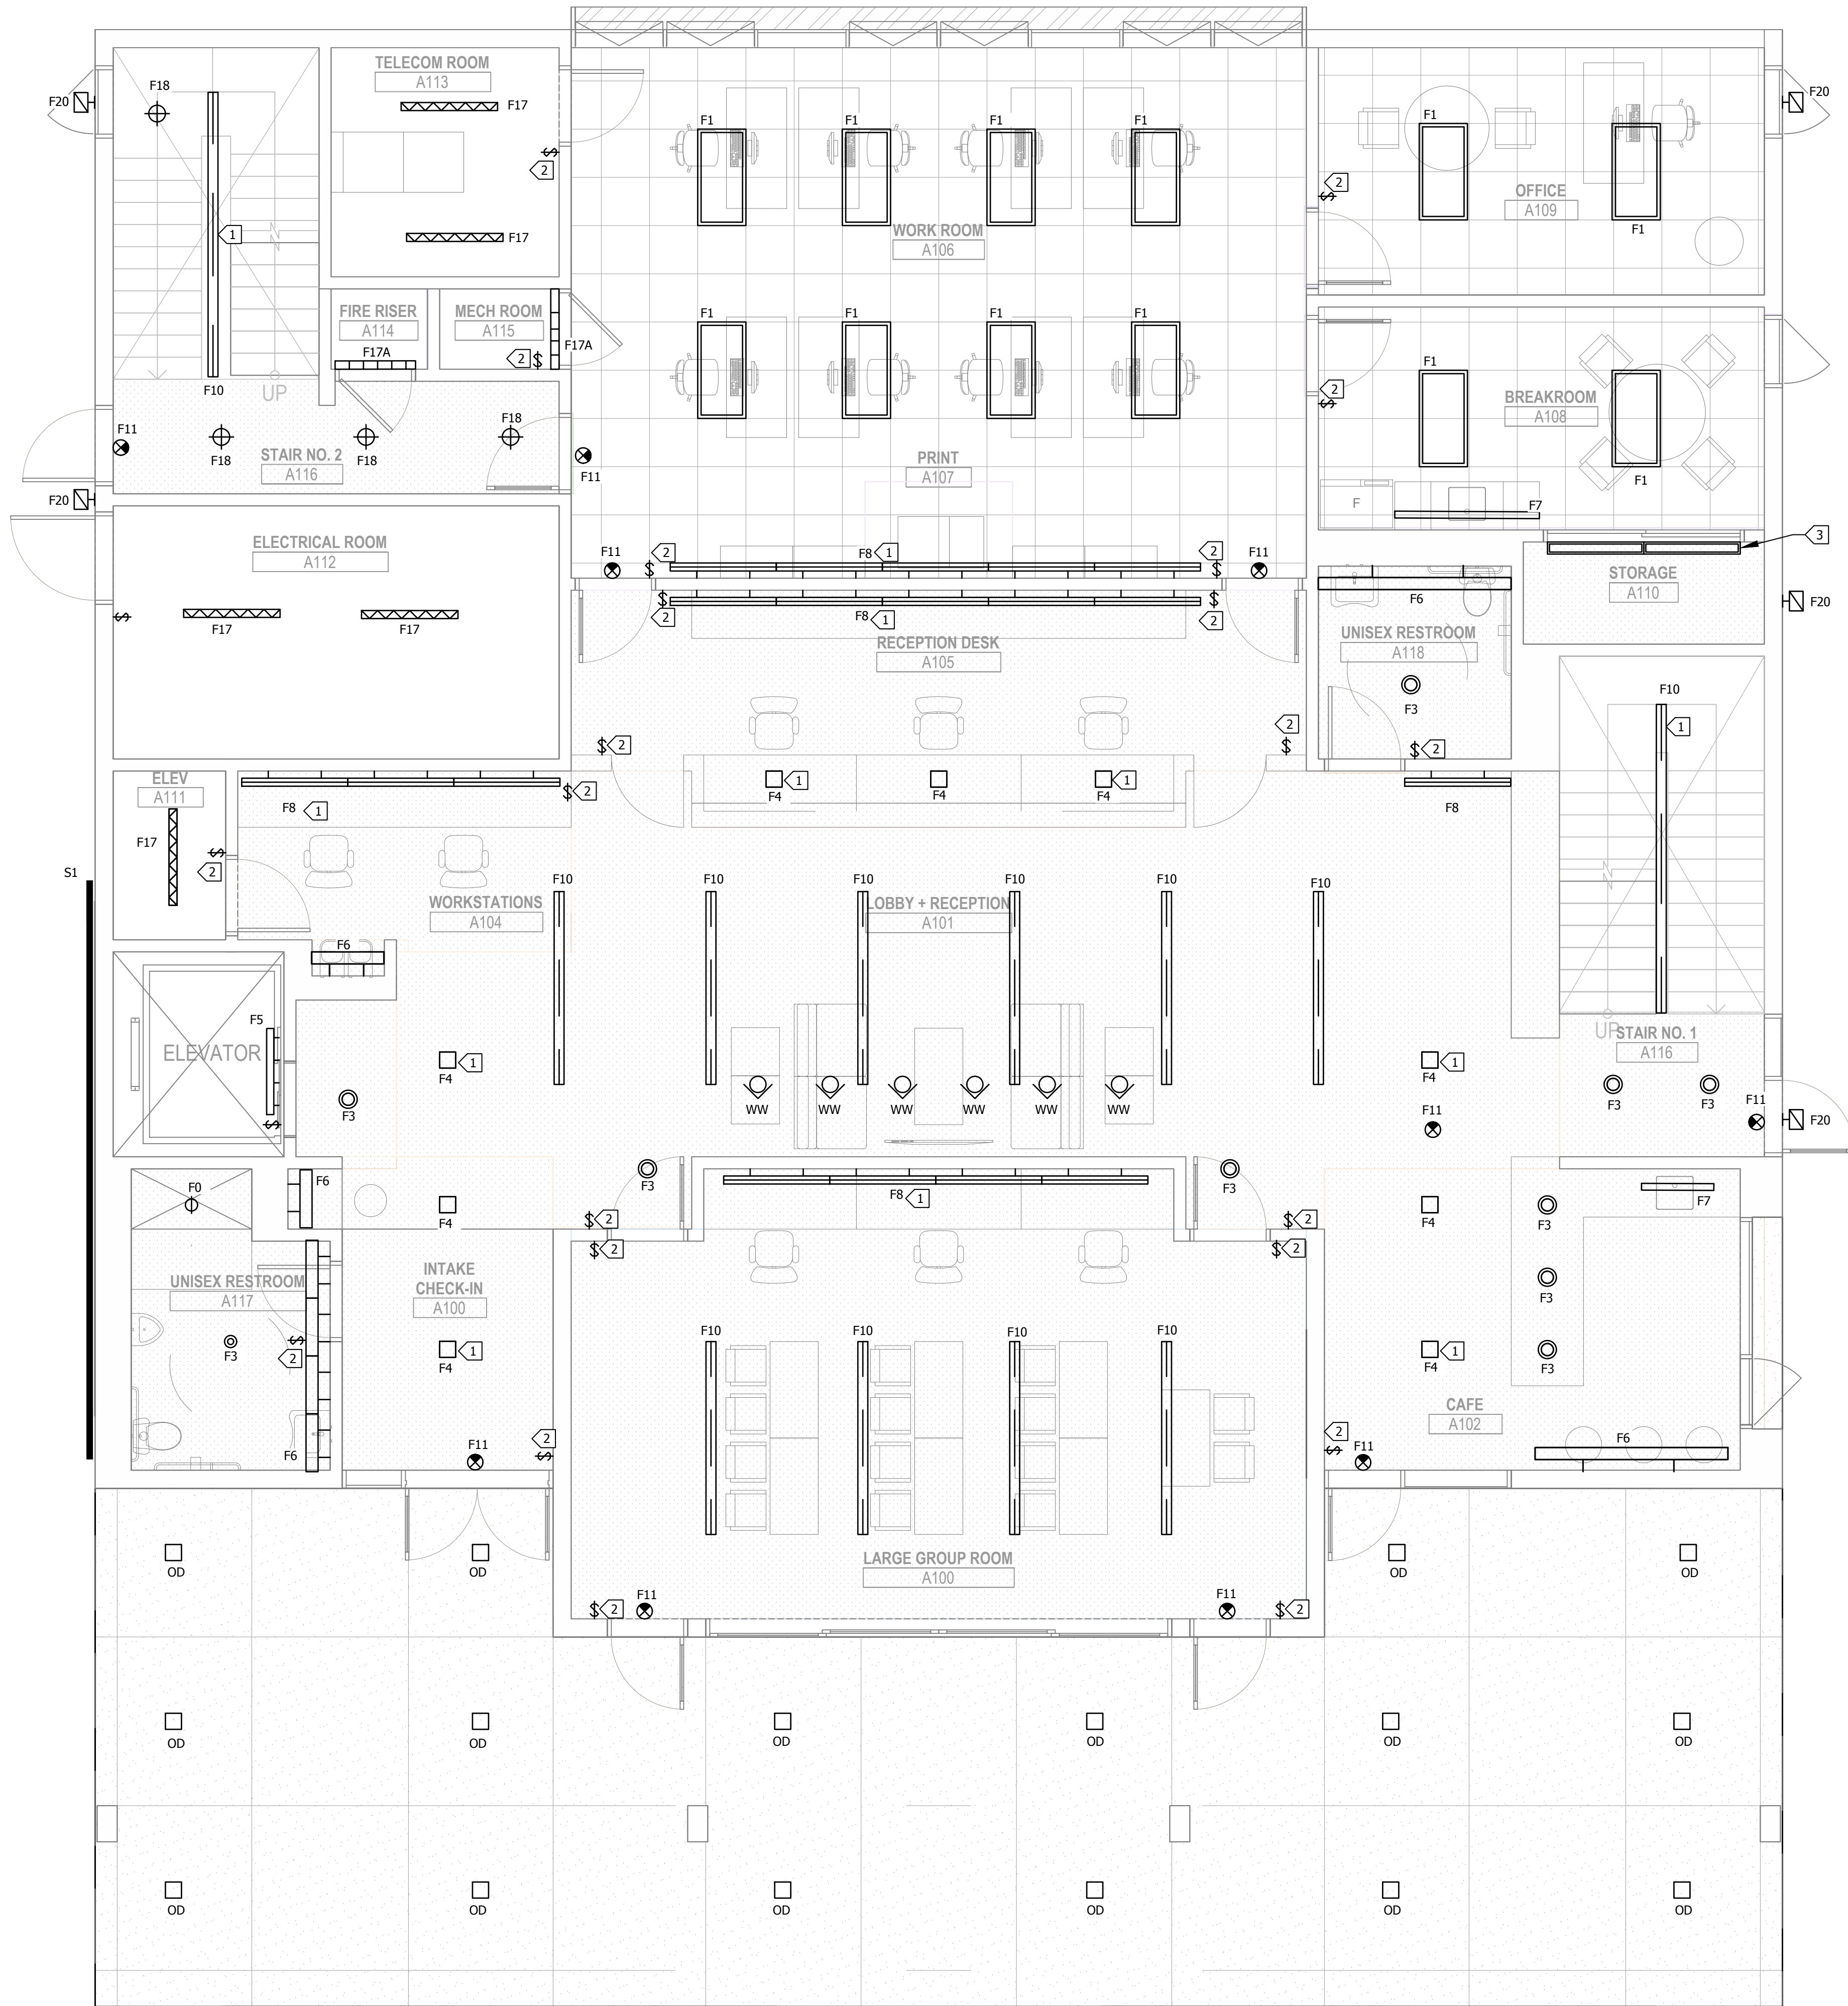 TELECOM ROOM
A113
F18
F20
F17
F1
F1
F1
F1
F1
F20
2
2
OFFICE
A109
WORK ROOM
A106
F1
1
F17
FIRE RISER
A114
MECH ROOM
A115
F17A
2
F17A
F1
F1
F1
F1
F1
F10
UP
2
BREAKROOM
A108
F11
F18
F18
F18
STAIR NO. 2
A116
PRINT
A107
F11
F1
F20
F
F7
ELECTRICAL ROOM
A112
F11
2
F8
1
2
F11
3
STORAGE
A110
F17
F17
2
F8
1
2
F6
F20
UNISEX RESTROOM
A118
RECEPTION DESK
A105
F3
F10
1
2
2
2
ELEV
A111
F8
1
2
F4
1
F4
F4
1
F8
F17
2
S1
F10
F10
F10
F10
F10
F10
WORKSTATIONS
A104
LOBBY + RECEPTION
A101
F6
F5
ELEVATOR
UP
STAIR NO. 1
A116
F4
1
F4
1
F3
WW
WW
WW
WW
WW
WW
F3
F3
F11
F11
F20
F0
F6
F3
F3
F8
1
F7
F4
2
2
F4
F3
2
2
UNISEX RESTROOM
A117
INTAKE
CHECK-IN
A100
F3
F3
2
F4
1
F10
F10
F10
F10
F4
1
F3
CAFE
A102
F6
F11
2
2
F11
F6
LARGE GROUP ROOM
A100
OD
OD
OD
OD
2
F11
F11
2
OD
OD
OD
OD
OD
OD
OD
OD
OD
OD
OD
OD